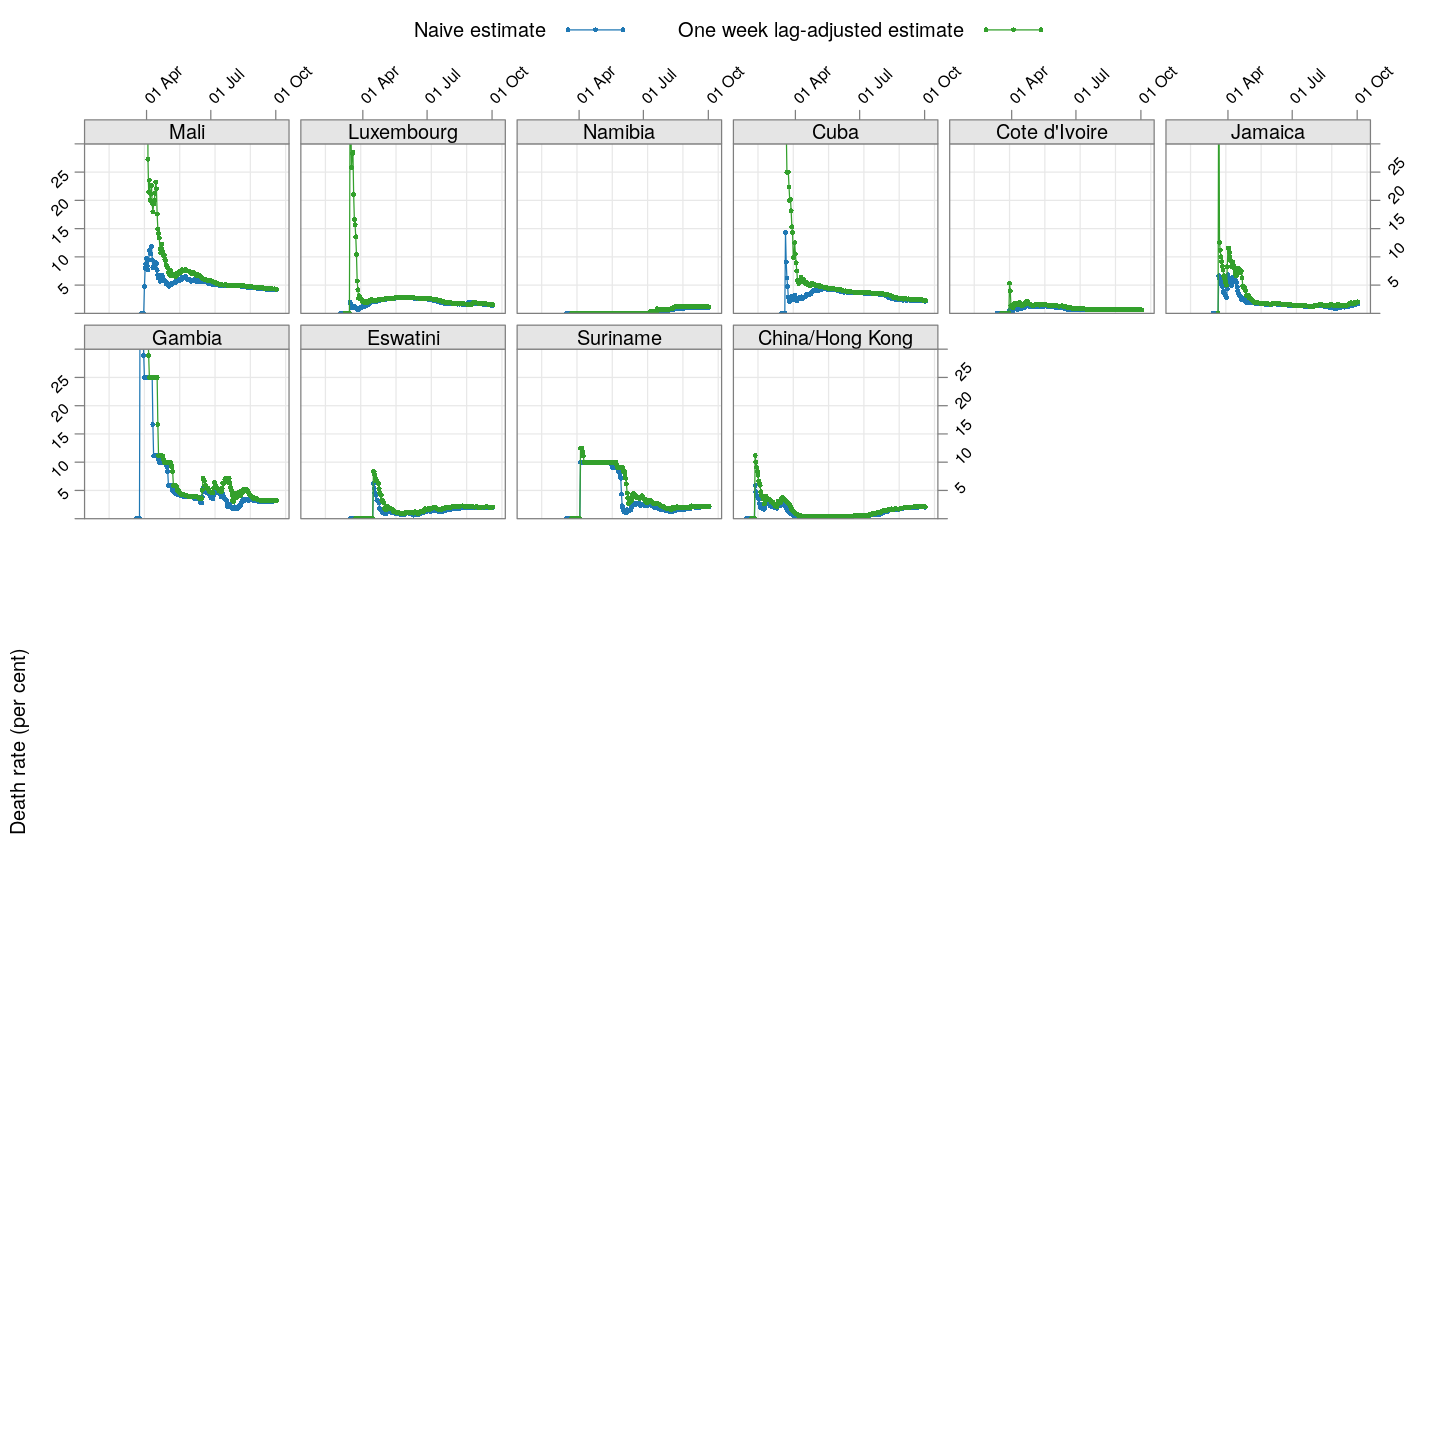 Naive estimate One week lag-adjusted estimate
01 Apr 01 Jul 01 Oct 01 Apr 01 Jul 01 Oct 01 Apr 01 Jul 01 Oct 01 Apr 01 Jul 01 Oct 01 Apr 01 Jul 01 Oct 01 Apr 01 Jul 01 Oct
Mali Luxembourg Namibia Cuba Cote d'Ivoire Jamaica
25 25
20 20
15 15
10 10
5 5
Gambia Eswatini Suriname China/Hong Kong
25 25
20 20
15 15
10 10
5 5
Death rate (per cent)